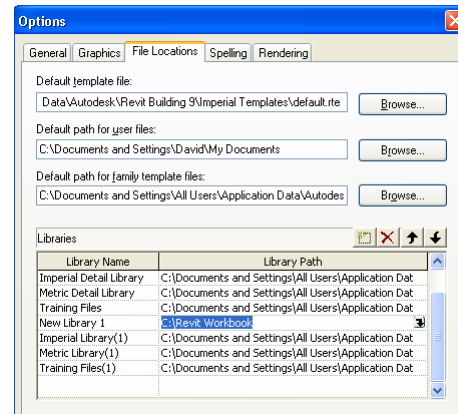 Options
General Graphics File Locations Spelling Rendering
Default template file:
Data\Autodesk\Revit Building 9\Imperial Templates\default.rte Browse...
Default path for user files:
C:\Documents and Settings\David\My Documents Browse...
Default path for family template files:
C:\Documents and Settings\All Users\Application Data\Autodes Browse...
Libraries
Library Name Library Path
Imperial Detail Library C:\Documents and Settings\All Users\Application Dat
Metric Detail Library C:\Documents and Settings\All Users\Application Dat
Training Files C:\Documents and Settings\All Users\Application Dat
New Library 1 C:\Revit Workbook
Imperial Library(1) C:\Documents and Settings\All Users\Application Dat
Metric Library(1) C:\Documents and Settings\All Users\Application Dat
Training Files(1) C:\Documents and Settings\All Users\Application Dat